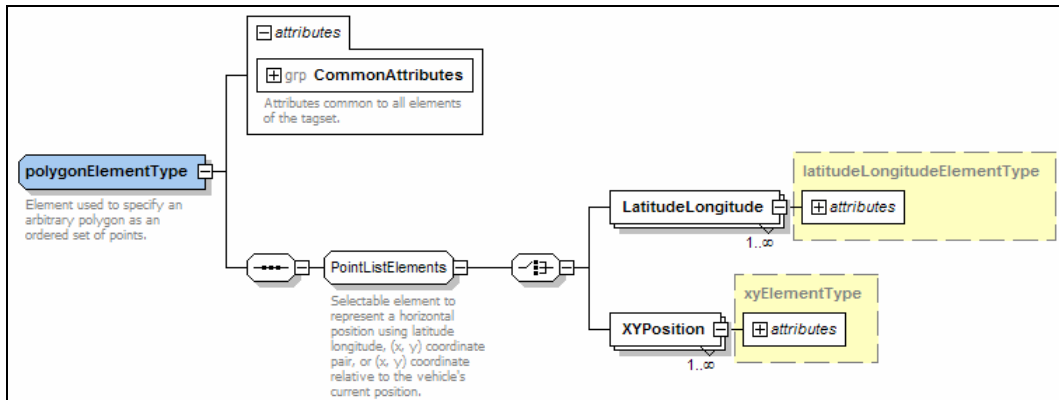 attributes
grp CommonAttributes
Attributes common to all elements
of the tagset.
polygonElementType
Element used to specify an
arbitrary polygon as an
ordered set of points.
PointListElements
Selectable element to
represent a horizontal
position using latitude
longitude, (x, y) coordinate
pair, or (x, y) coordinate
relative to the vehicle's
current position.
latitudeLongitudeElementType
LatitudeLongitude
attributes
1..∞
xyElementType
XYPosition
attributes
1..∞